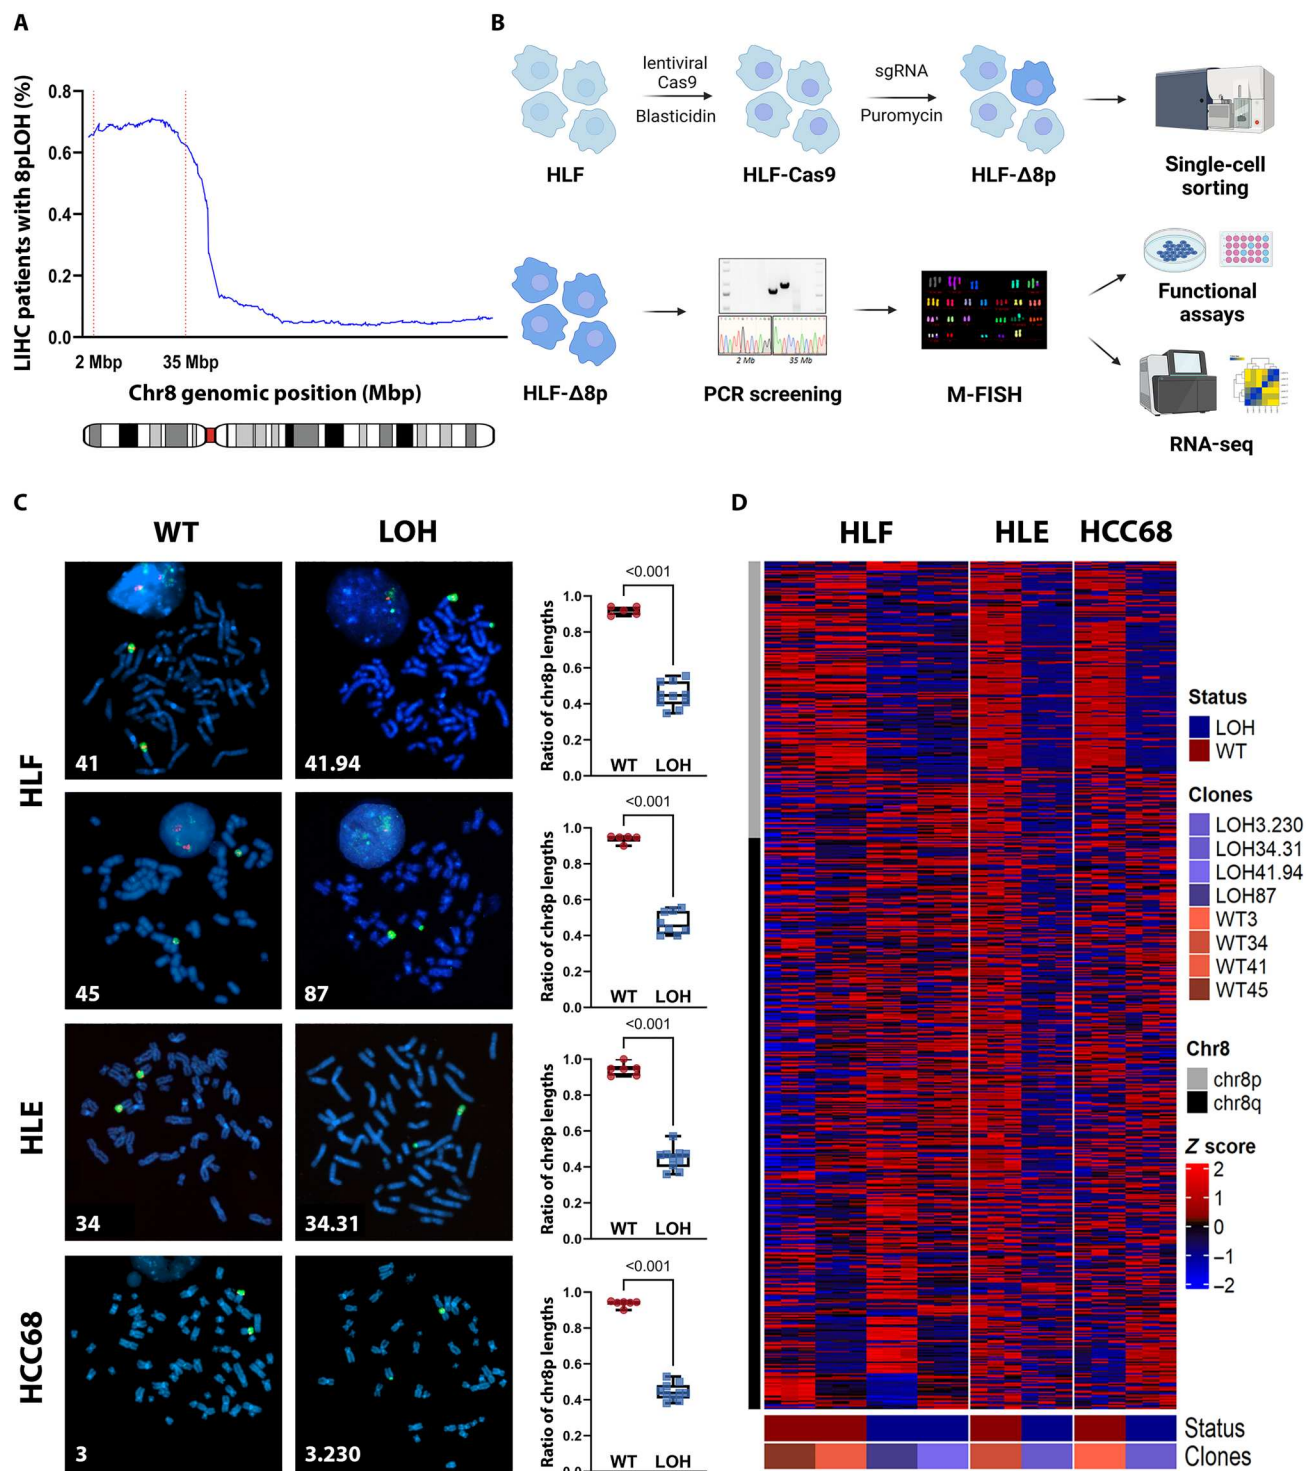 A
LIHC patients with 8pLOH (%)
0.8
0.6
0.4
0.2
0.0
2 Mbp
35 Mbp
Chr8 genomic position (Mbp)
B
lentiviral
Cas9
Blasticidin
sgRNA
Puromycin
HLF
HLF-Cas9
HLF-Δ8p
Single-cell
sorting
HLF-Δ8p
2 Mb
35 Mb
PCR screening
M-FISH
Functional
assays
RNA-seq
C
WT
LOH
HLF
41
41.94
<0.001
Ratio of chr8p lengths
1.0
0.8
0.6
0.4
0.2
0.0
WT
LOH
45
87
<0.001
Ratio of chr8p lengths
1.0
0.8
0.6
0.4
0.2
0.0
WT
LOH
HLE
34
34.31
<0.001
Ratio of chr8p lengths
1.0
0.8
0.6
0.4
0.2
0.0
WT
LOH
HCC68
3
3.230
<0.001
Ratio of chr8p lengths
1.0
0.8
0.6
0.4
0.2
0.0
WT
LOH
D
HLF
HLE
HCC68
Status
LOH
WT
Clones
LOH3.230
LOH34.31
LOH41.94
LOH87
WT3
WT34
WT41
WT45
Chr8
chr8p
chr8q
Z score
2
1
0
−1
−2
Status
Clones